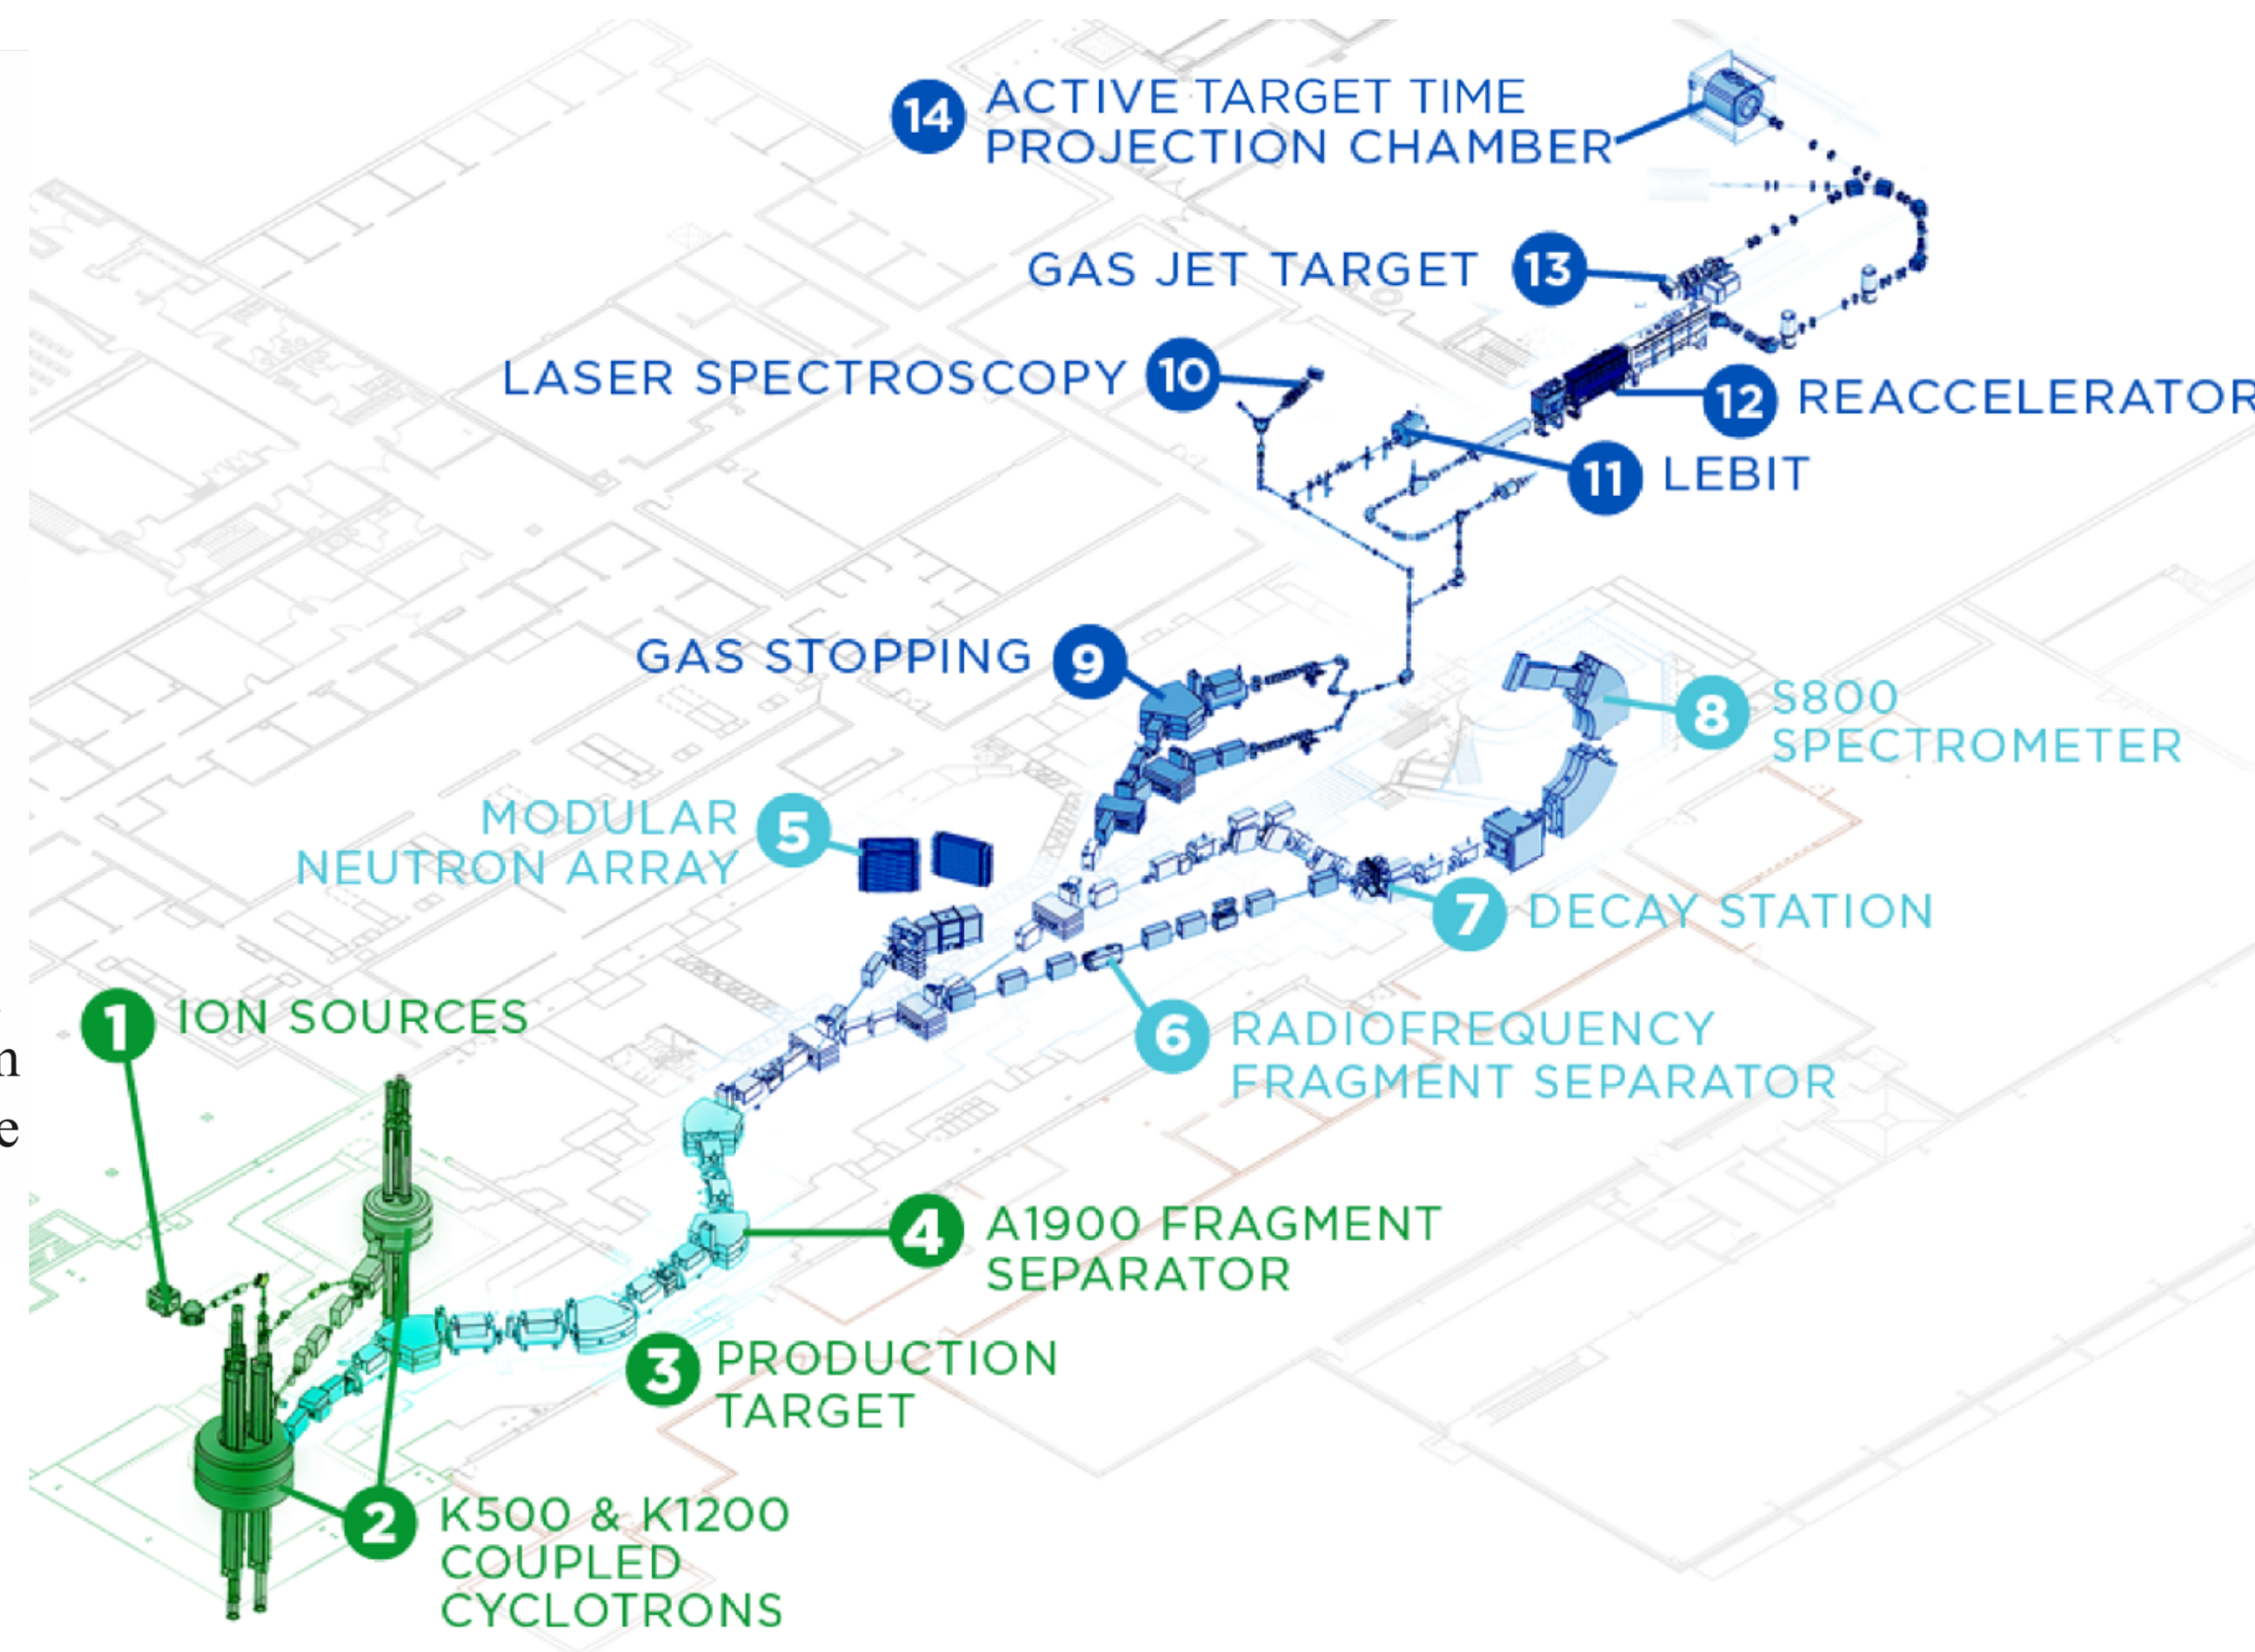 14 ACTIVE TARGET TIME
PROJECTION CHAMBER
GAS JET TARGET 13
LASER SPECTROSCOPY 10
12 REACCELERATOR
11 LEBIT
GAS STOPPING 9
8 S800
SPECTROMETER
MODULAR 5
NEUTRON ARRAY
7 DECAY STATION
1 ION SOURCES
6 RADIOFREQUENCY
FRAGMENT SEPARATOR
e
4 A1900 FRAGMENT
SEPARATOR
3 PRODUCTION
TARGET
2 K500 & K1200
COUPLED
CYCLOTRONS